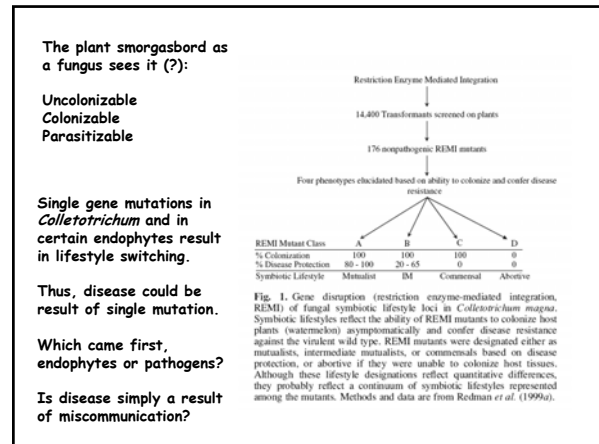 The plant smorgasbord as
a fungus sees it (?):
Uncolonizable
Colonizable
Parasitizable
Single gene mutations in
Colletotrichum and in
certain endophytes result
in lifestyle switching.
Thus, disease could be
result of single mutation.
Which came first,
endophytes or pathogens?
Is disease simply a result
of miscommunication?
Restriction Enzyme Mediated Integration
14,400 Transformants screened on plants
176 nonpathogenic REMI mutants
Four phenotypes elucidated based on ability to colonize and confer disease
resistance
REMI Mutant Class A B C D
% Colonization 100 100 100 0
% Disease Protection 80 - 100 20 - 65 0 0
Symbiotic Lifestyle Mutualist IM Commensal Abortive
Fig. 1. Gene disruption (restriction enzyme-mediated integration,
REMI) of fungal symbiotic lifestyle loci in Colletotrichum magna.
Symbiotic lifestyles reflect the ability of REMI mutants to colonize host
plants (watermelon) asymptomatically and confer disease resistance
against the virulent wild type. REMI mutants were designated either as
mutualists, intermediate mutualists, or commensals based on disease
protection, or abortive if they were unable to colonize host tissues.
Although these lifestyle designations reflect quantitative differences,
they probably reflect a continuum of symbiotic lifestyles represented
among the mutants. Methods and data are from Redman et al. (1999a).